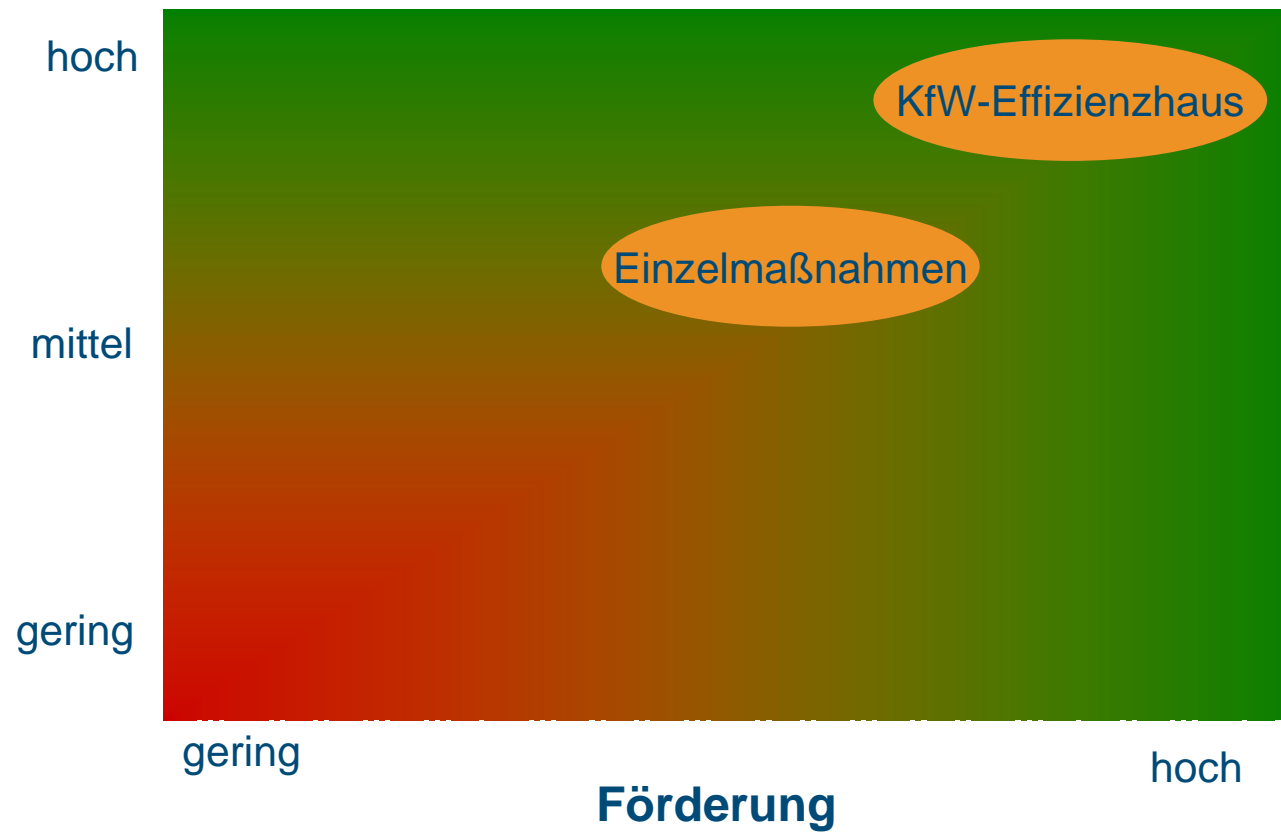 hoch
KfW-Effizienzhaus
Einzelmaßnahmen
mittel
gering
gering
hoch
Förderung